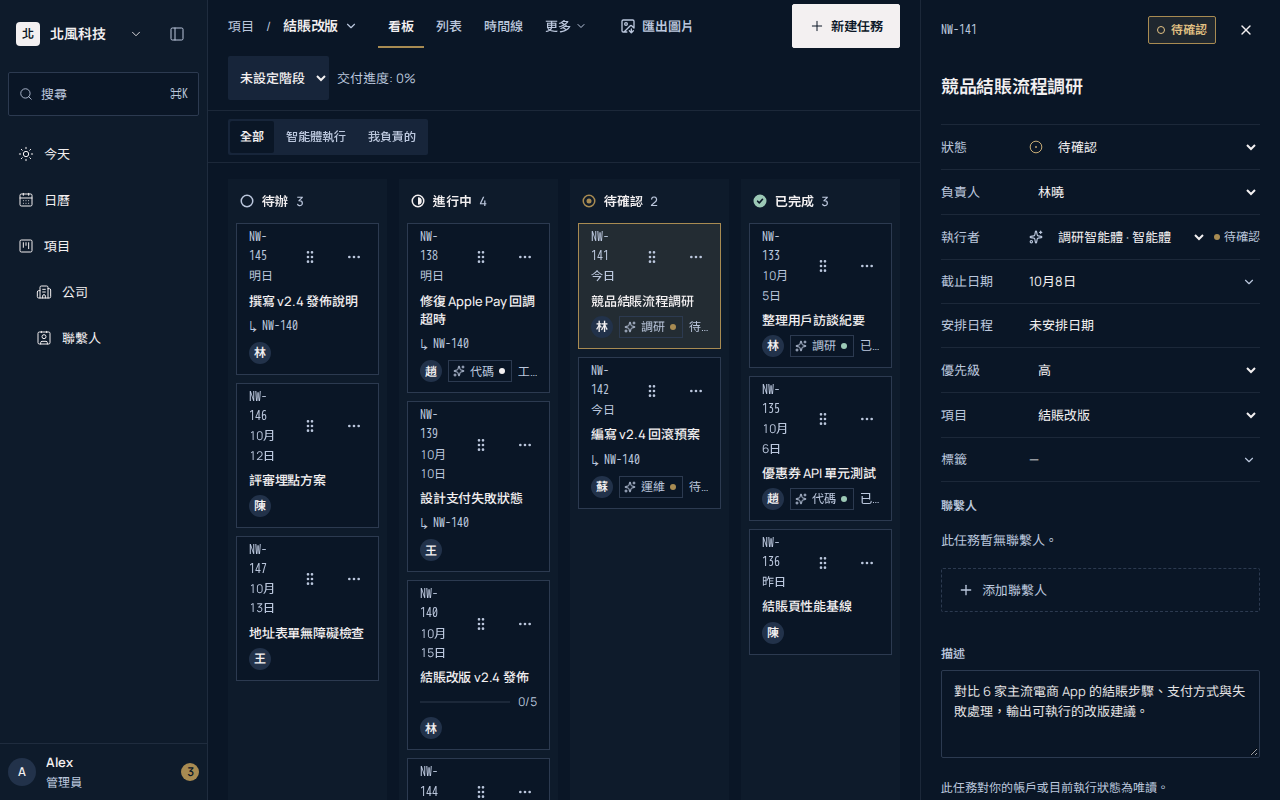 北 北風科技
搜尋 ⌘K
今天
日曆
項目
公司
聯繫人
A Alex
管理員
3
項目 / 結賬改版 看板 列表 時間線 更多 匯出圖片 新建任務
未設定階段 交付進度: 0%
全部 智能體執行 我負責的
待辦 3
NW-
145
明日
撰寫 v2.4 發佈說明
↳ NW-140
林
NW-
146
10月
12日
評審埋點方案
陳
NW-
147
10月
13日
地址表單無障礙檢查
王
進行中 4
NW-
138
明日
修復 Apple Pay 回調
超時
↳ NW-140
趙 代碼 工…
NW-
139
10月
10日
設計支付失敗狀態
↳ NW-140
王
NW-
140
10月
15日
結賬改版 v2.4 發佈
0/5
林
NW-
144
待確認 2
NW-
141
今日
競品結賬流程調研
林 調研 待…
NW-
142
今日
編寫 v2.4 回滾預案
↳ NW-140
蘇 運維 待…
已完成 3
NW-
133
10月
5日
整理用戶訪談紀要
林 調研 已…
NW-
135
10月
6日
優惠券 API 單元測試
趙 代碼 已…
NW-
136
昨日
結賬頁性能基線
陳
NW-141 待確認
競品結賬流程調研
狀態 待確認
負責人 林曉
執行者 調研智能體 · 智能體 待確認
截止日期 10月8日
安排日程 未安排日期
優先級 高
項目 結賬改版
標籤 —
聯繫人
此任務暫無聯繫人。
添加聯繫人
描述
對比 6 家主流電商 App 的結賬步驟、支付方式與失
敗處理，輸出可執行的改版建議。
此任務對你的帳戶或目前執行狀態為唯讀。